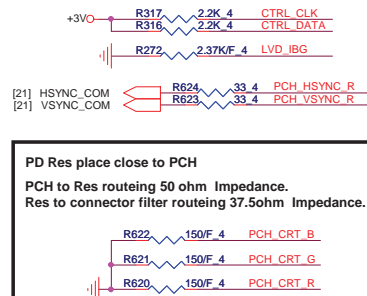 +3V R317 2.2K_4 CTRL_CLK
R316 2.2K_4 CTRL_DATA
R272 2.37K/F_4 LVD_IBG
[21] HSYNC_COM R624 33_4 PCH_HSYNC_R
[21] VSYNC_COM R623 33_4 PCH_VSYNC_R
PD Res place close to PCH
PCH to Res routeing 50 ohm Impedance.
Res to connector filter routeing 37.5ohm Impedance.
R622 150/F_4 PCH_CRT_B
R621 150/F_4 PCH_CRT_G
R620 150/F_4 PCH_CRT_R